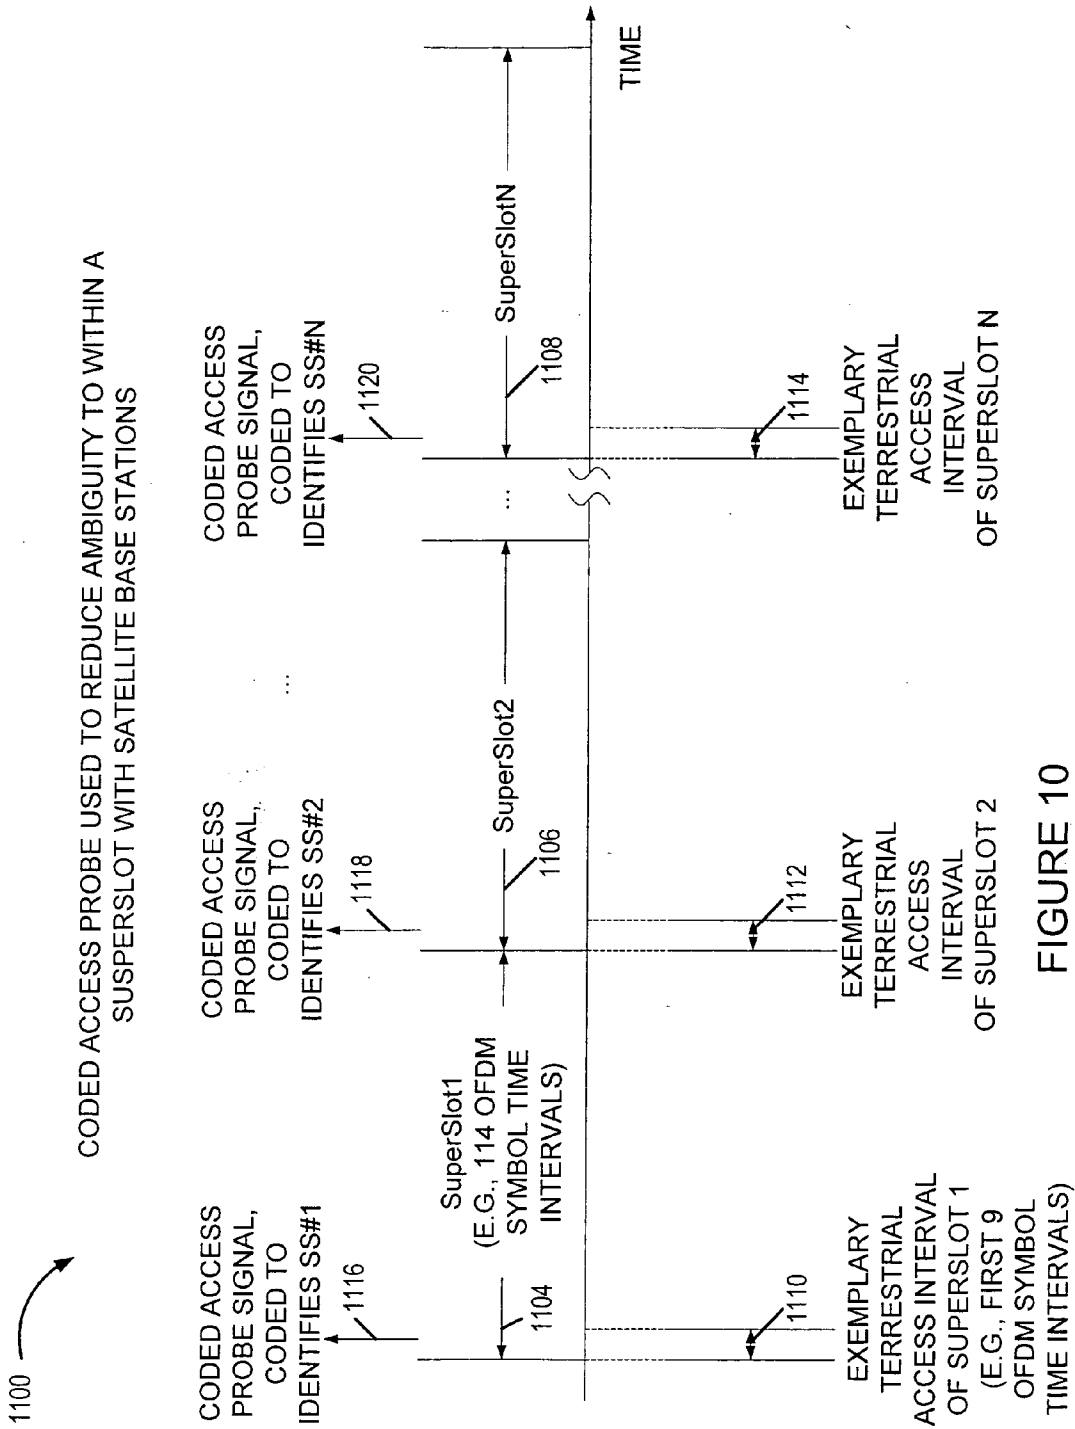 1100
CODED ACCESS PROBE USED TO REDUCE AMBIGUITY TO WITHIN A
SUSPERSLOT WITH SATELLITE BASE STATIONS
CODED ACCESS
PROBE SIGNAL,
CODED TO
IDENTIFIES SS#1
1116
CODED ACCESS
PROBE SIGNAL,
CODED TO
IDENTIFIES SS#2
1118
...
CODED ACCESS
PROBE SIGNAL,
CODED TO
IDENTIFIES SS#N
1120
SuperSlot1
(E.G., 114 OFDM
SYMBOL TIME
INTERVALS)
1104
SuperSlot2
1106
...
SuperSlotN
1108
TIME
1110
EXEMPLARY
TERRESTRIAL
ACCESS INTERVAL
OF SUPERSLOT 1
(E.G., FIRST 9
OFDM SYMBOL
TIME INTERVALS)
1112
EXEMPLARY
TERRESTRIAL
ACCESS
INTERVAL
OF SUPERSLOT 2
1114
EXEMPLARY
TERRESTRIAL
ACCESS
INTERVAL
OF SUPERSLOT N
FIGURE 10